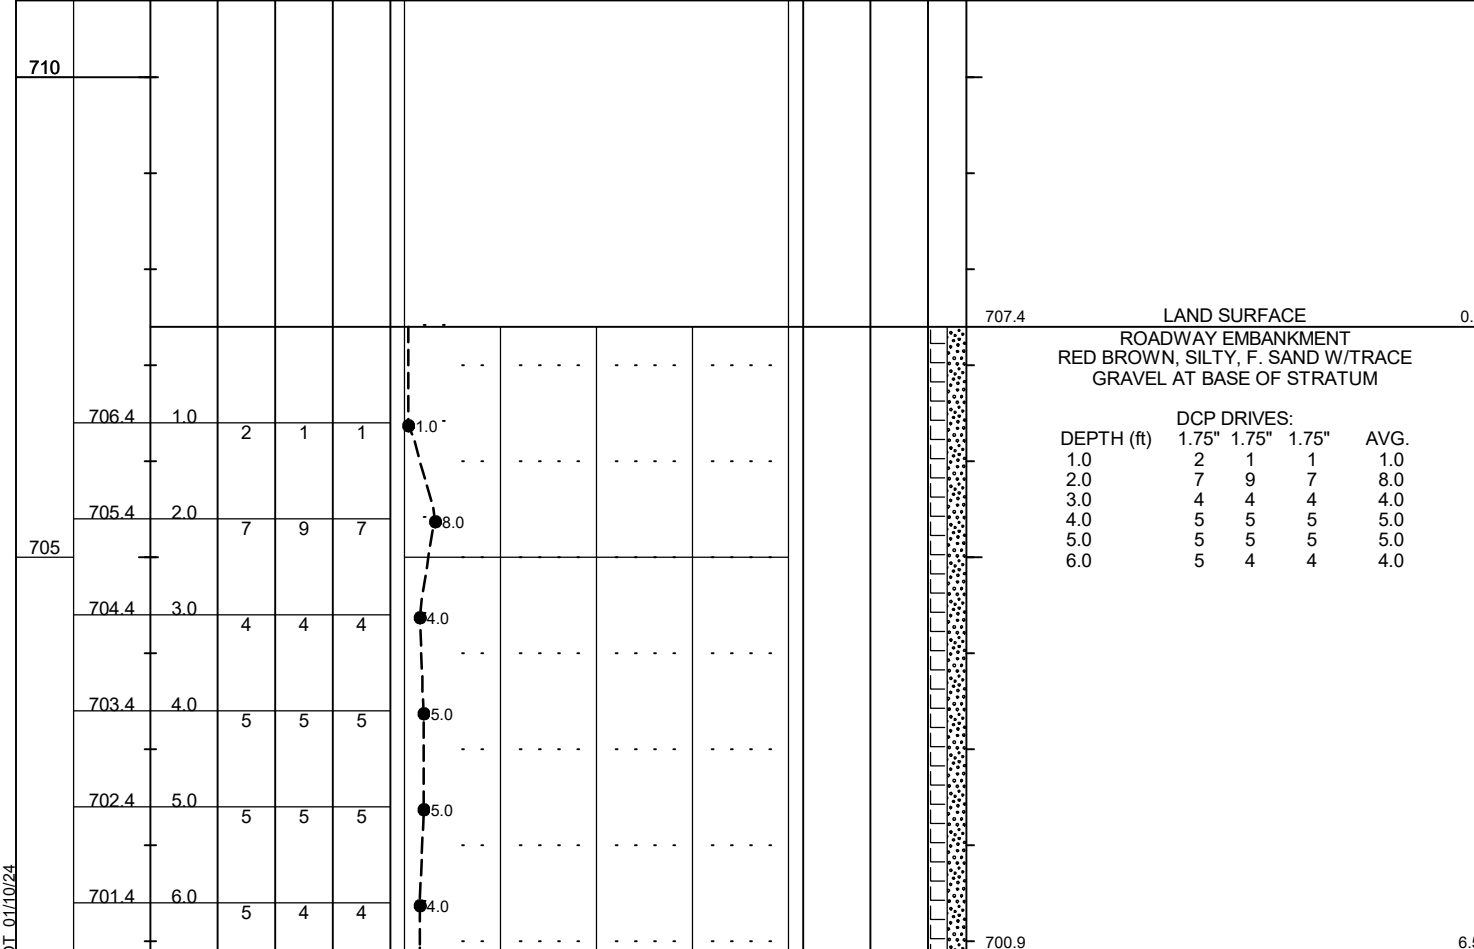 710
707.4 LAND SURFACE 0.
ROADWAY EMBANKMENT
RED BROWN, SILTY, F. SAND W/TRACE
GRAVEL AT BASE OF STRATUM
DCP DRIVES:
DEPTH (ft) 1.75" 1.75" 1.75" AVG.
1.0 2 1 1 1.0
2.0 7 9 7 8.0
3.0 4 4 4 4.0
4.0 5 5 5 5.0
5.0 5 5 5 5.0
6.0 5 4 4 4.0
706.4 1.0 2 1 1 1.0
705.4 2.0 7 9 7 8.0
705
704.4 3.0 4 4 4 4.0
703.4 4.0 5 5 5 5.0
702.4 5.0 5 5 5 5.0
701.4 6.0 5 4 4 4.0
700.9 6.5
01/10/24